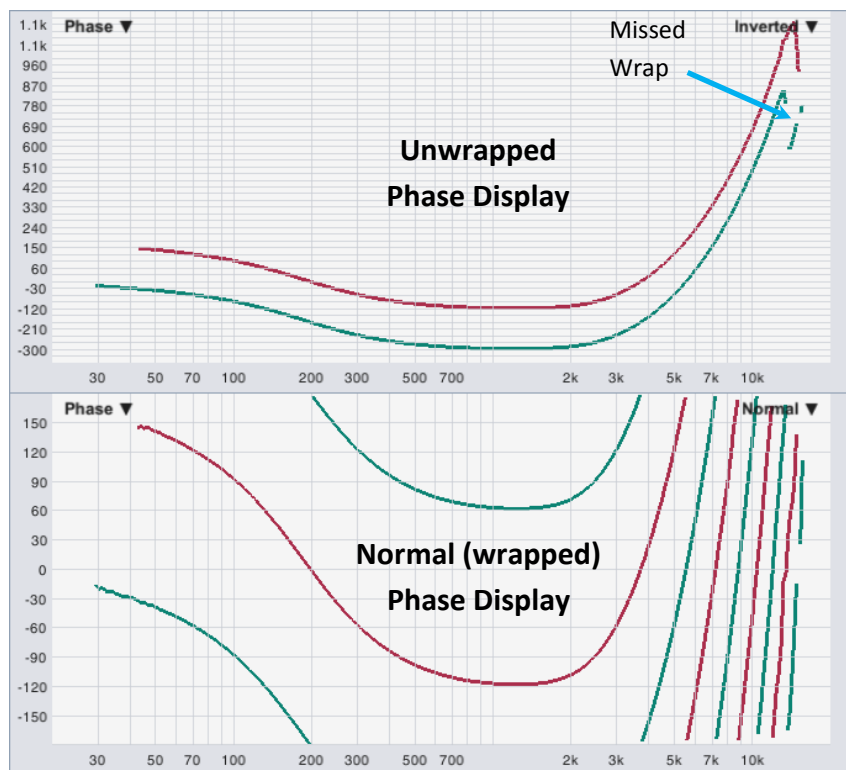 Phase ▼
Inverted ▼
Missed
Wrap
1.1k
1.1k
960
870
780
690
600
510
420
330
240
150
60
-30
-120
-210
-300
Unwrapped
Phase Display
30 50 70 100 200 300 500 700 2k 3k 5k 7k 10k
Phase ▼
Normal ▼
150
120
90
60
30
0
-30
-60
-90
-120
-150
Normal (wrapped)
Phase Display
30 50 70 100 200 300 500 700 2k 3k 5k 7k 10k